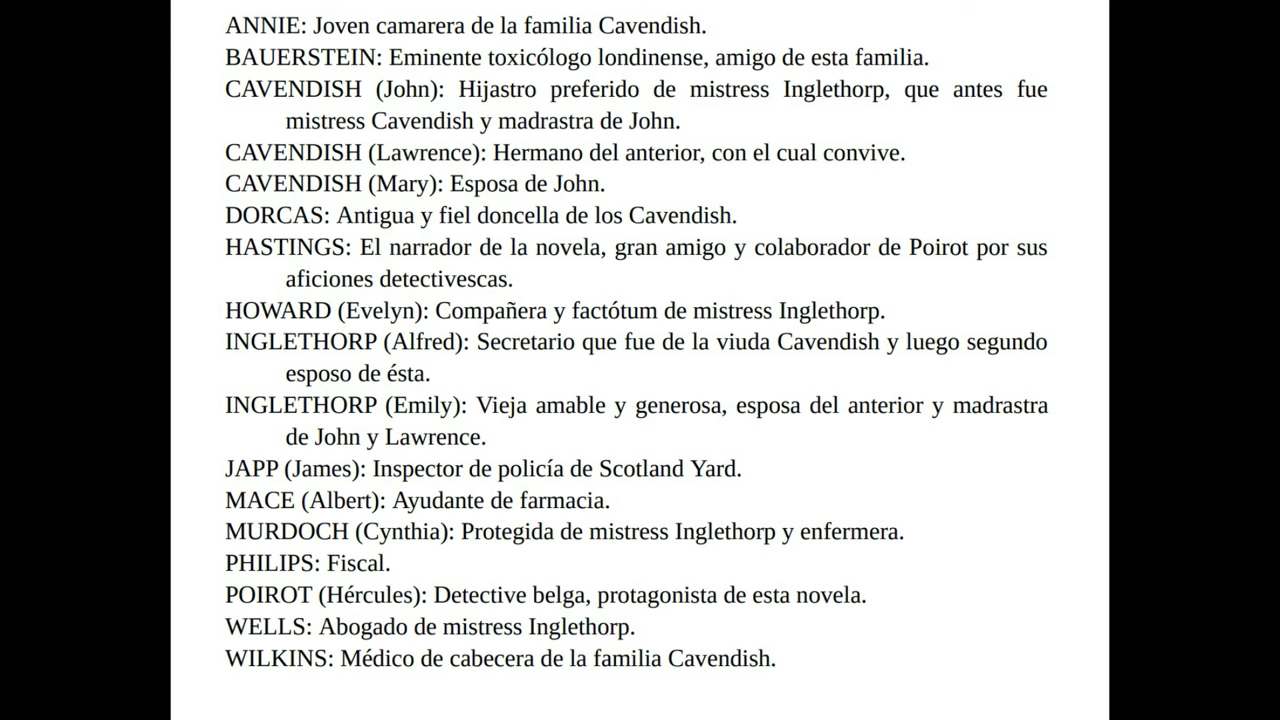 ANNIE: Joven camarera de la familia Cavendish.
BAUERSTEIN: Eminente toxicólogo londinense, amigo de esta familia.
CAVENDISH (John): Hijastro preferido de mistress Inglethorp, que antes fue
mistress Cavendish y madrastra de John.
CAVENDISH (Lawrence): Hermano del anterior, con el cual convive.
CAVENDISH (Mary): Esposa de John.
DORCAS: Antigua y fiel doncella de los Cavendish.
HASTINGS: El narrador de la novela, gran amigo y colaborador de Poirot por sus
aficiones detectivescas.
HOWARD (Evelyn): Compañera y factótum de mistress Inglethorp.
INGLETHORP (Alfred): Secretario que fue de la viuda Cavendish y luego segundo
esposo de ésta.
INGLETHORP (Emily): Vieja amable y generosa, esposa del anterior y madrastra
de John y Lawrence.
JAPP (James): Inspector de policía de Scotland Yard.
MACE (Albert): Ayudante de farmacia.
MURDOCH (Cynthia): Protegida de mistress Inglethorp y enfermera.
PHILIPS: Fiscal.
POIROT (Hércules): Detective belga, protagonista de esta novela.
WELLS: Abogado de mistress Inglethorp.
WILKINS: Médico de cabecera de la familia Cavendish.